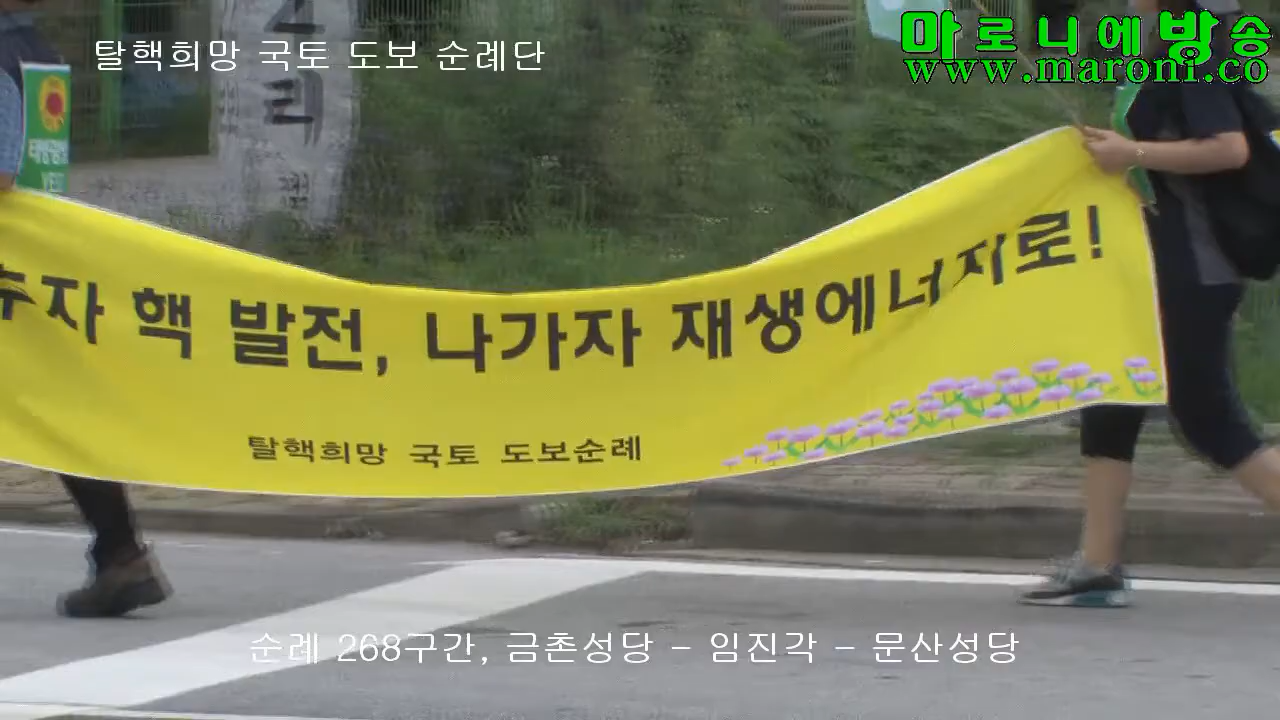 탈핵희망 국토 도보 순례단
마로니에방송
www.maroni.co
리
추자 핵 발전, 나가자 재생에너지로!
탈핵희망 국토 도보순례
순례 268구간, 금촌성당 - 임진각 - 문산성당